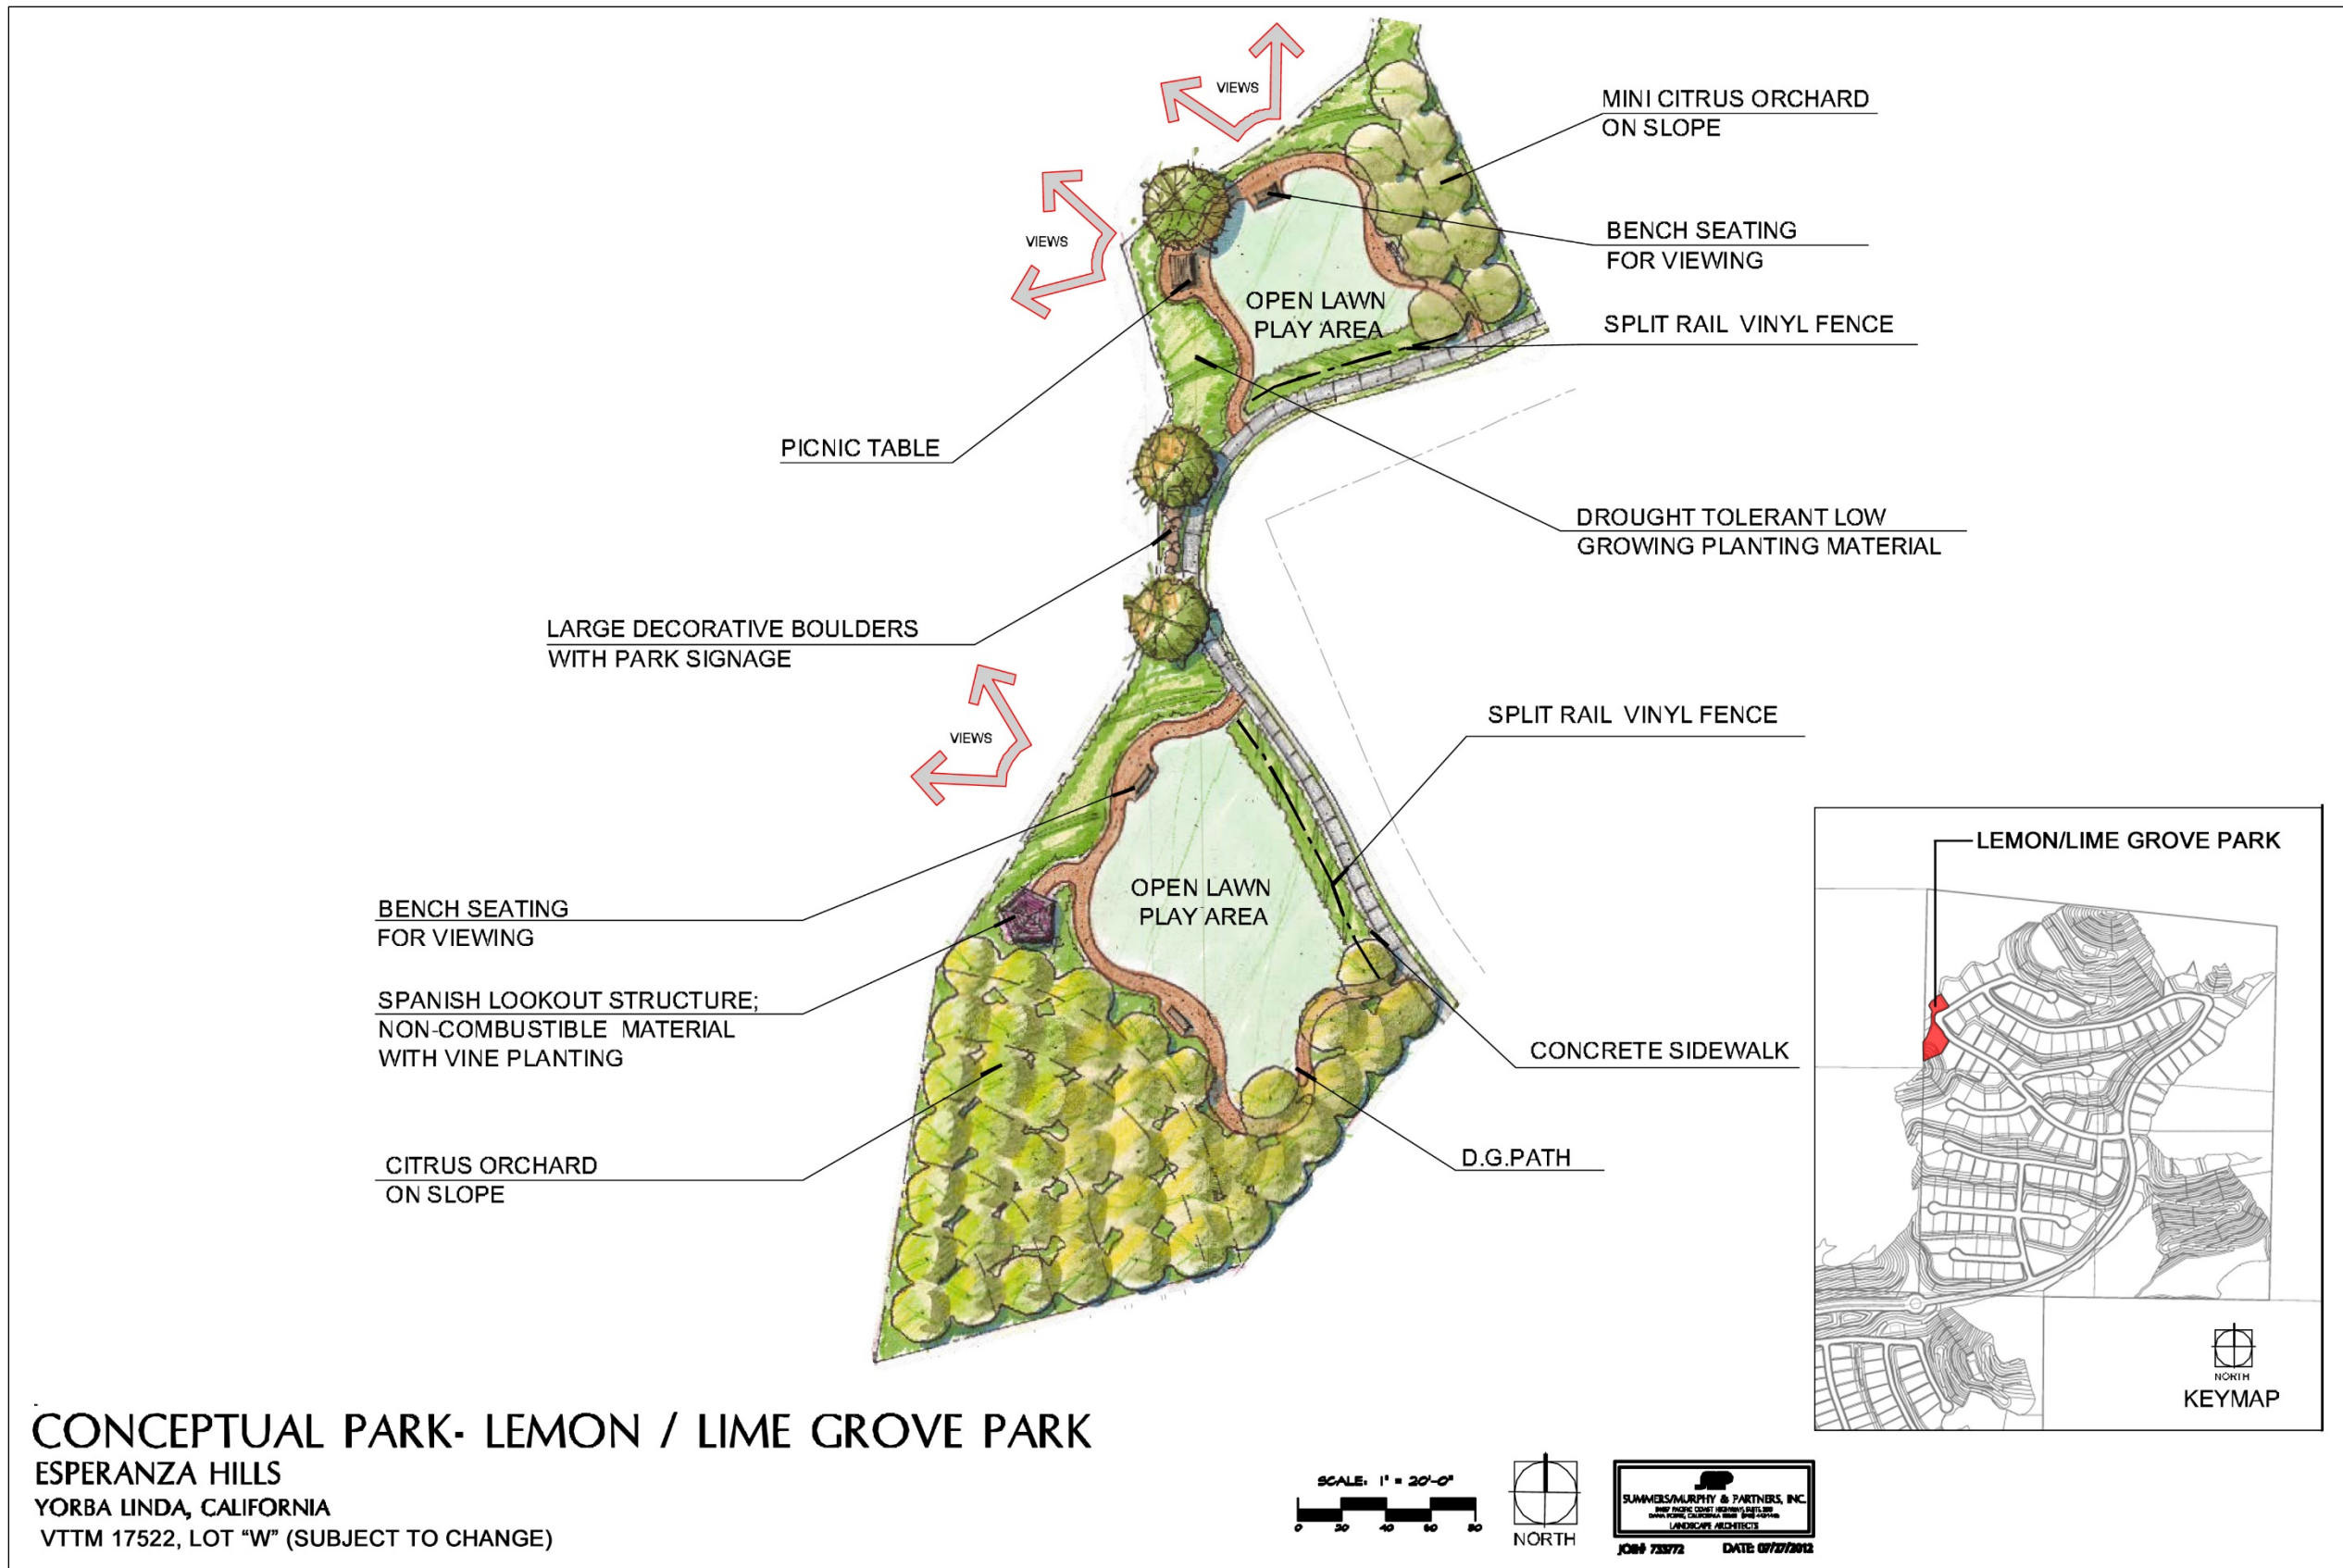 VIEWS
MINI CITRUS ORCHARD
ON SLOPE
BENCH SEATING
FOR VIEWING
VIEWS
OPEN LAWN
PLAY AREA
SPLIT RAIL VINYL FENCE
PICNIC TABLE
DROUGHT TOLERANT LOW
GROWING PLANTING MATERIAL
LARGE DECORATIVE BOULDERS
WITH PARK SIGNAGE
VIEWS
SPLIT RAIL VINYL FENCE
OPEN LAWN
PLAY AREA
BENCH SEATING
FOR VIEWING
SPANISH LOOKOUT STRUCTURE;
NON-COMBUSTIBLE MATERIAL
WITH VINE PLANTING
CONCRETE SIDEWALK
CITRUS ORCHARD
ON SLOPE
D.G.PATH
LEMON/LIME GROVE PARK
NORTH
KEYMAP
CONCEPTUAL PARK- LEMON / LIME GROVE PARK
ESPERANZA HILLS
YORBA LINDA, CALIFORNIA
VTTM 17522, LOT “W” (SUBJECT TO CHANGE)
SCALE: 1" = 20'-0"
0 20 40 60 80
NORTH
SUMMERS/MURPHY & PARTNERS, INC.
LANDSCAPE ARCHITECTS
JOB# 733772 DATE: 07/27/2012